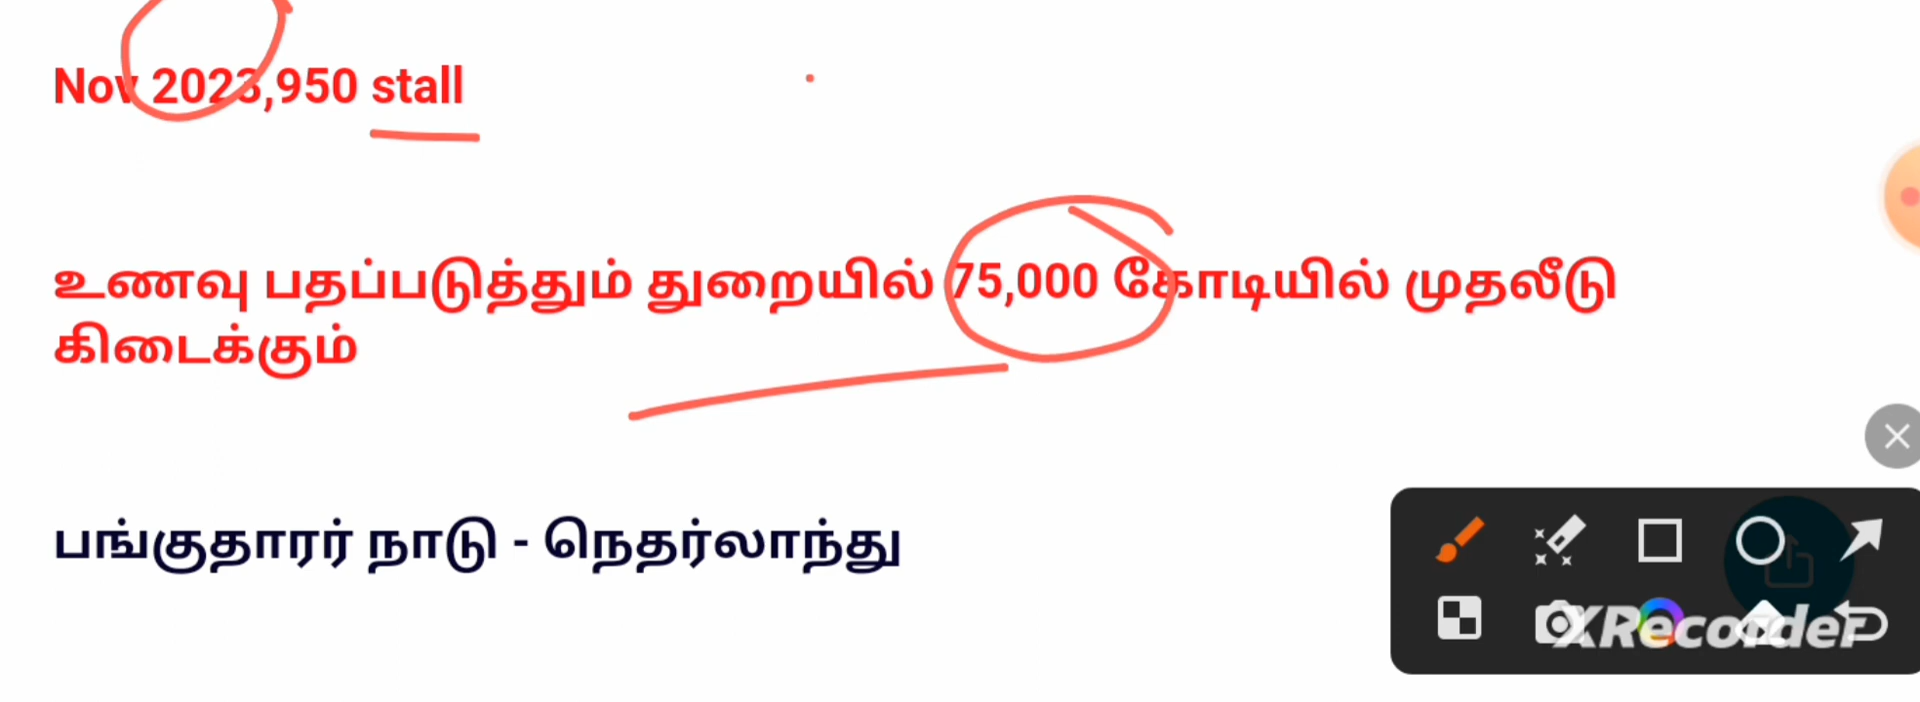 Nov 2023,950 stall
உணவு பதப்படுத்தும் துறையில் 75,000 கோடியில் முதலீடு
கிடைக்கும்
பங்குதாரர் நாடு - நெதர்லாந்து
XRecorder